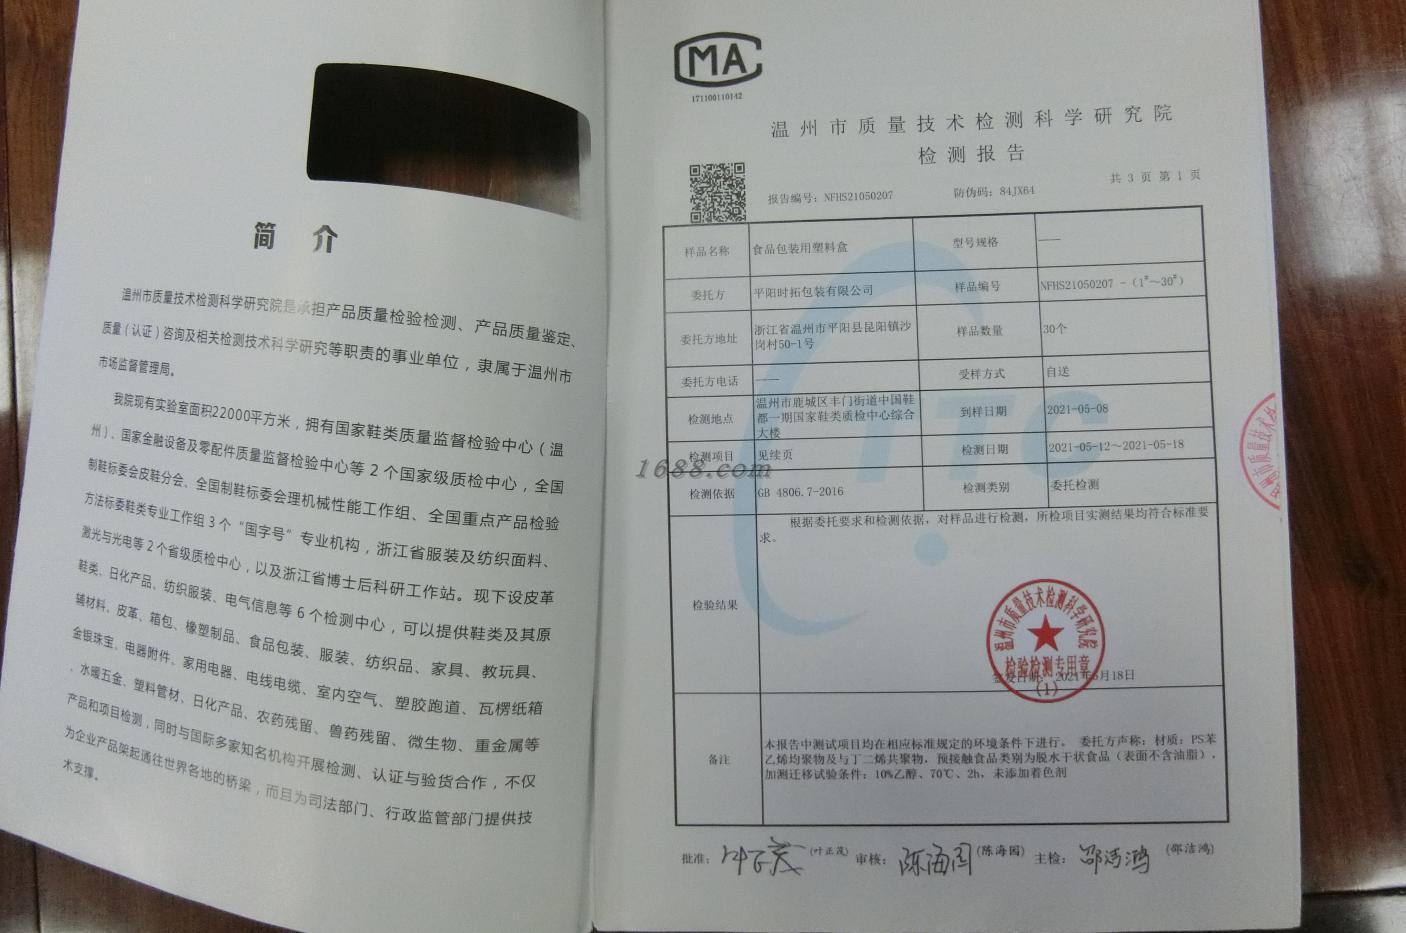 简 介
温州市质量技术检测科学研究院是承担产品质量检验检测、产品质量鉴定、
质量（认证）咨询及相关检测技术科学研究等职责的事业单位，隶属于温州市
市场监督管理局。
我院现有实验室面积22000平方米，拥有国家鞋类质量监督检验中心（温
州）、国家金融设备及零配件质量监督检验中心等2个国家级质检中心，全国
制鞋标委会皮鞋分会、全国制鞋标委会理机械性能工作组、全国重点产品检验
方法标委鞋类专业工作组3个“国字号”专业机构，浙江省服装及纺织面料、
激光与光电等2个省级质检中心，以及浙江省博士后科研工作站。现下设皮革
鞋类、日化产品、纺织服装、电气信息等6个检测中心，可以提供鞋类及其原
辅材料、皮革、箱包、橡塑制品、食品包装、服装、纺织品、家具、教玩具、
金银珠宝、电器附件、家用电器、电线电缆、室内空气、塑胶跑道、瓦楞纸箱
、水暖五金、塑料管材、日化产品、农药残留、兽药残留、微生物、重金属等
产品和项目检测，同时与国际多家知名机构开展检测、认证与验货合作，不仅
为企业产品架起通往世界各地的桥梁，而且为司法部门、行政监管部门提供技
术支撑。
MA
171100110142
温州市质量技术检测科学研究院
检测报告
共 3 页 第 1 页
报告编号：NFHS21050207 防伪码：84JX64
样品名称 食品包装用塑料盒 型号规格 ——
委托方 平阳时拓包装有限公司 样品编号 NFHS21050207 -（1#～30#）
委托方地址 浙江省温州市平阳县昆阳镇沙
岗村50-1号 样品数量 30个
委托方电话 —— 受样方式 自送
检测地点 温州市鹿城区丰门街道中国鞋
都一期国家鞋类质检中心综合
大楼 到样日期 2021-05-08
检测项目 见续页 检测日期 2021-05-12～2021-05-18
检测依据 GB 4806.7-2016 检测类别 委托检测
检验结果 根据委托要求和检测依据，对样品进行检测，所检项目实测结果均符合标准要
求。
温州市质量技术检测科学研究院
检验检测专用章
（1）
签发日期：2021年5月18日
备注 本报告中测试项目均在相应标准规定的环境条件下进行。 委托方声称：材质：PS苯
乙烯均聚物及与丁二烯共聚物，预接触食品类别为脱水干状食品（表面不含油脂），
加测迁移试验条件：10%乙醇、70℃、2h，未添加着色剂
批准：叶正茂（叶正茂） 审核：陈海园（陈海园） 主检：邵洁鸿（邵洁鸿）
1688.com
CTC